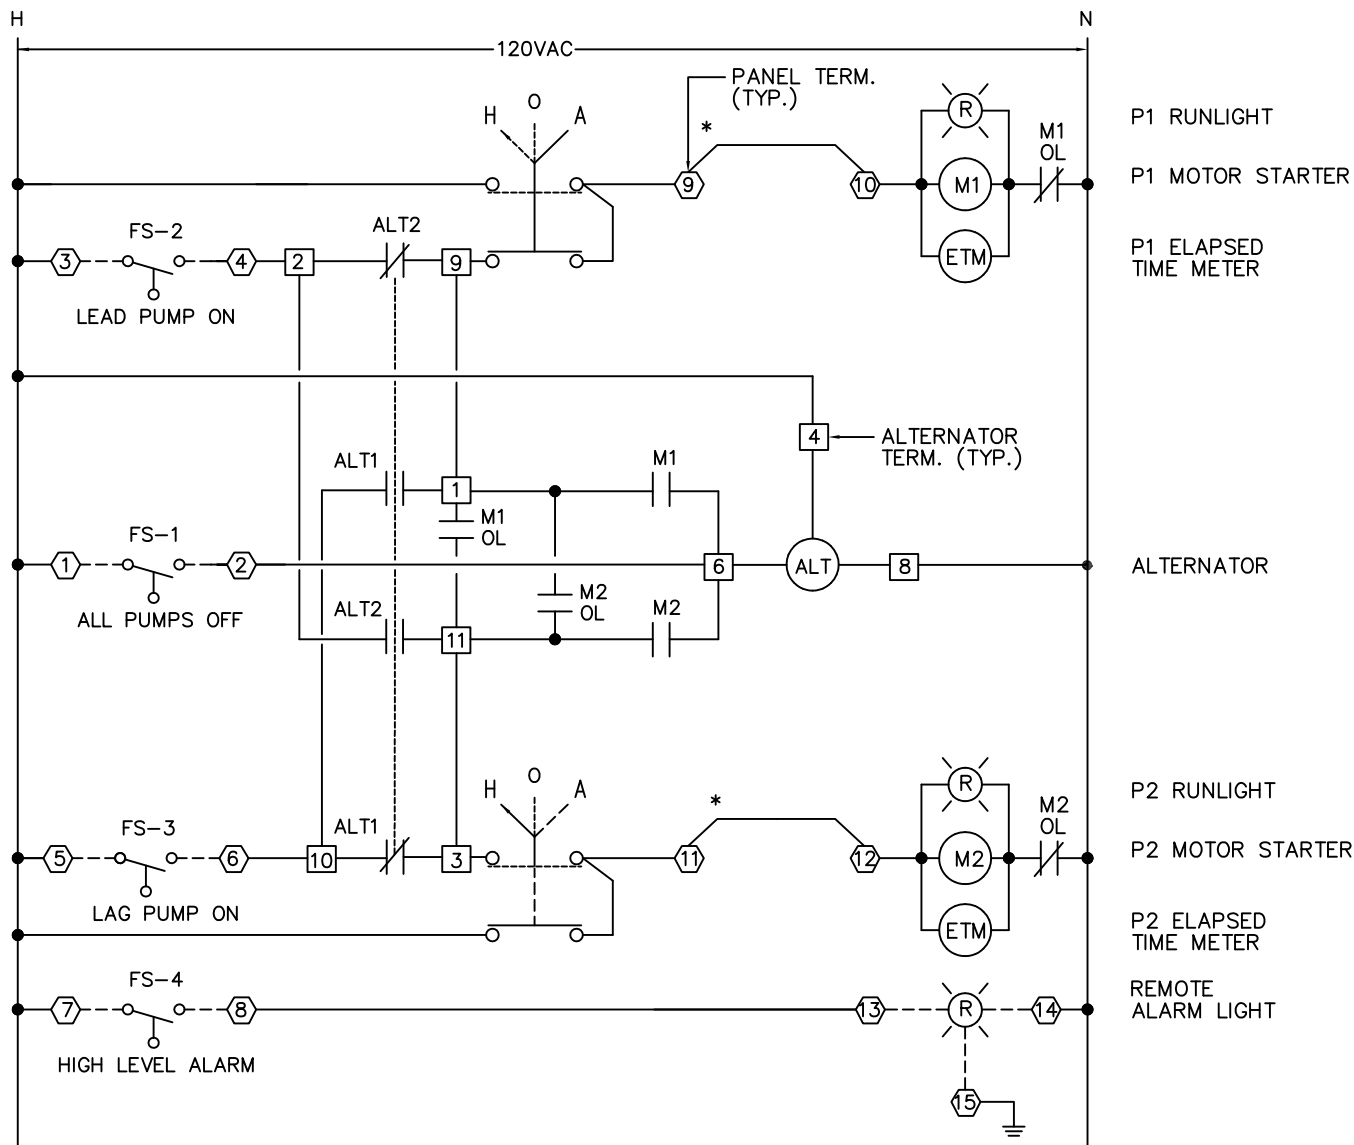 H
N
120VAC
PANEL TERM.
(TYP.)
H O A
*
R
M1
OL
P1 RUNLIGHT
9
10
M1
P1 MOTOR STARTER
FS-2
ALT2
3
4
2
9
ETM
P1 ELAPSED
TIME METER
LEAD PUMP ON
4
ALTERNATOR
TERM. (TYP.)
ALT1
1
M1
M1
OL
FS-1
1
2
6
ALT
8
ALTERNATOR
ALL PUMPS OFF
M2
OL
ALT2
11
M2
H O A
*
R
M2
OL
P2 RUNLIGHT
FS-3
ALT1
5
6
10
3
11
12
M2
P2 MOTOR STARTER
LAG PUMP ON
ETM
P2 ELAPSED
TIME METER
FS-4
7
8
13
R
14
REMOTE
ALARM LIGHT
HIGH LEVEL ALARM
15